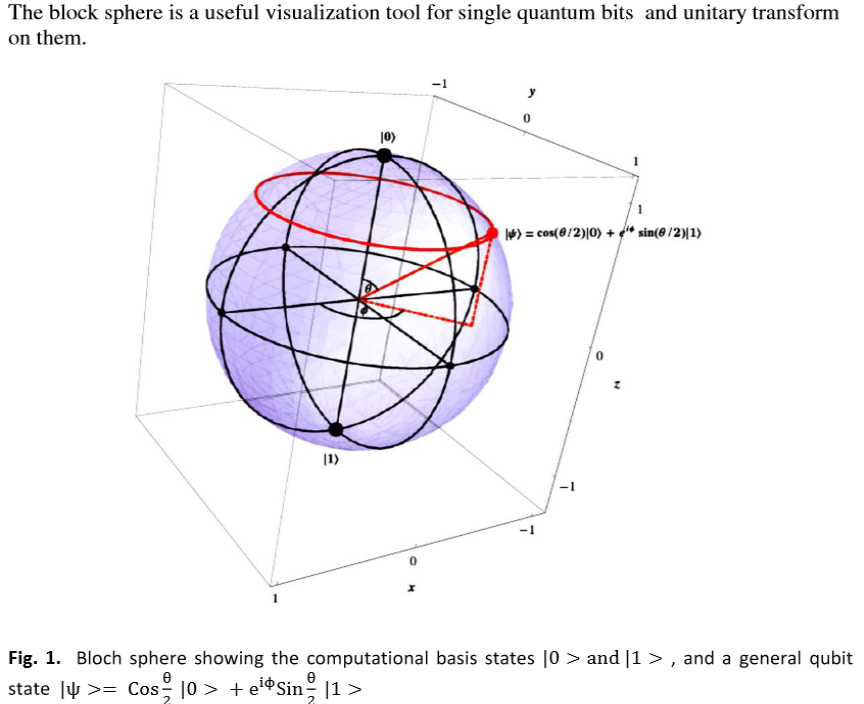 The block sphere is a useful visualization tool for single quantum bits and unitary transform
on them.
−1
y
0
|0⟩
1
1
|ψ⟩ = cos(θ/2)|0⟩ + e^{iϕ} sin(θ/2)|1⟩
θ
ϕ
0
z
|1⟩
−1
−1
0
x
1
Fig. 1. Bloch sphere showing the computational basis states |0 > and |1 > , and a general qubit
state |ψ >= Cos θ/2 |0 > + e^{iΦ} Sin θ/2 |1 >